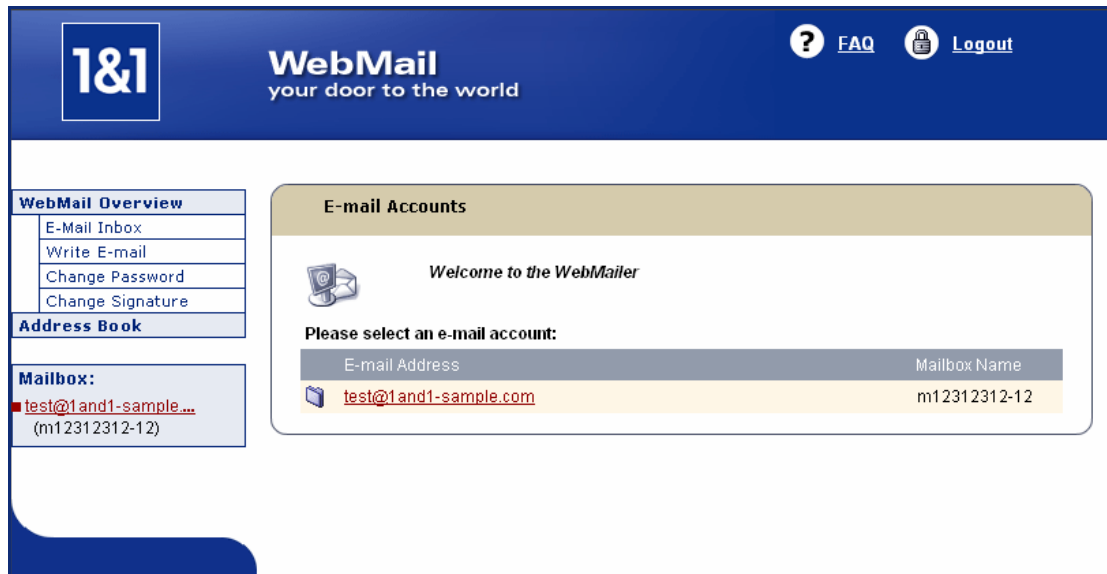 1&1
WebMail
your door to the world
? FAQ Logout
WebMail Overview
E-Mail Inbox
Write E-mail
Change Password
Change Signature
Address Book
Mailbox:
test@1and1-sample....
(m12312312-12)
E-mail Accounts
@
Welcome to the WebMailer
Please select an e-mail account:
E-mail Address Mailbox Name
test@1and1-sample.com m12312312-12